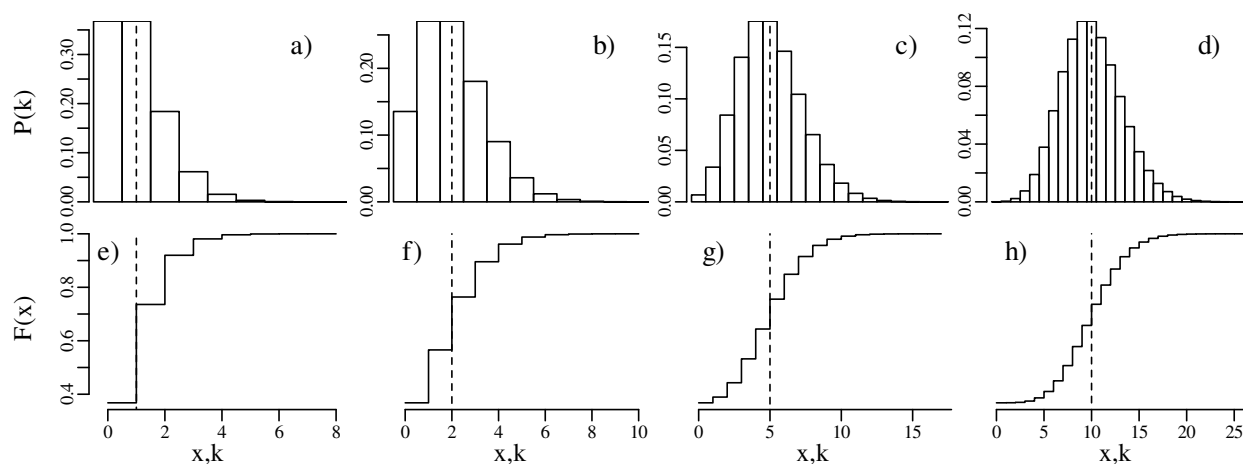 P(k)
0.00 0.10 0.20 0.30
a)
0.00 0.10 0.20
b)
0.00 0.05 0.10 0.15
c)
0.00 0.04 0.08 0.12
d)
F(x)
0.4 0.6 0.8 1.0
e)
f)
g)
h)
0 2 4 6 8
0 2 4 6 8 10
0 5 10 15
0 5 10 15 20 25
x,k
x,k
x,k
x,k